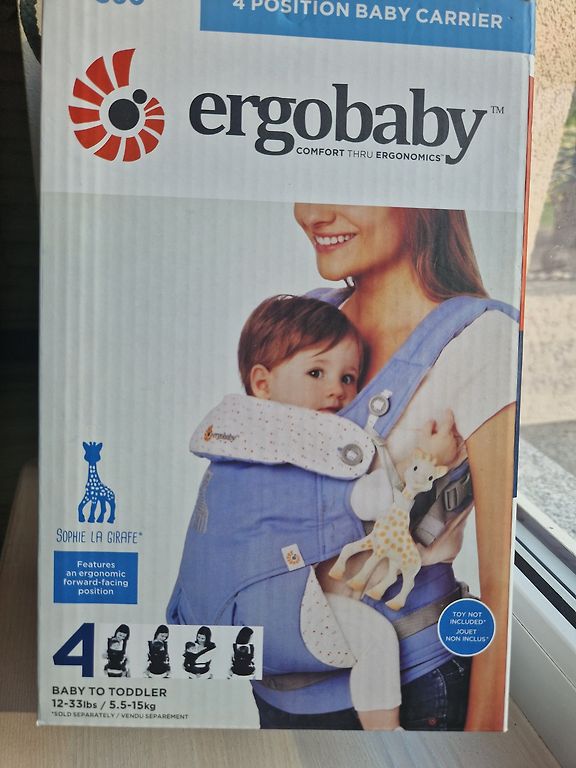 4 POSITION BABY CARRIER
ergobaby™
COMFORT THRU ERGONOMICS™
ergobaby
SOPHIE LA GIRAFE*
Features
an ergonomic
forward-facing
position
TOY NOT
INCLUDED*
JOUET
NON INCLUS*
4
BABY TO TODDLER
12-33lbs / 5.5-15kg
*SOLD SEPARATELY / VENDU SEPAREMENT